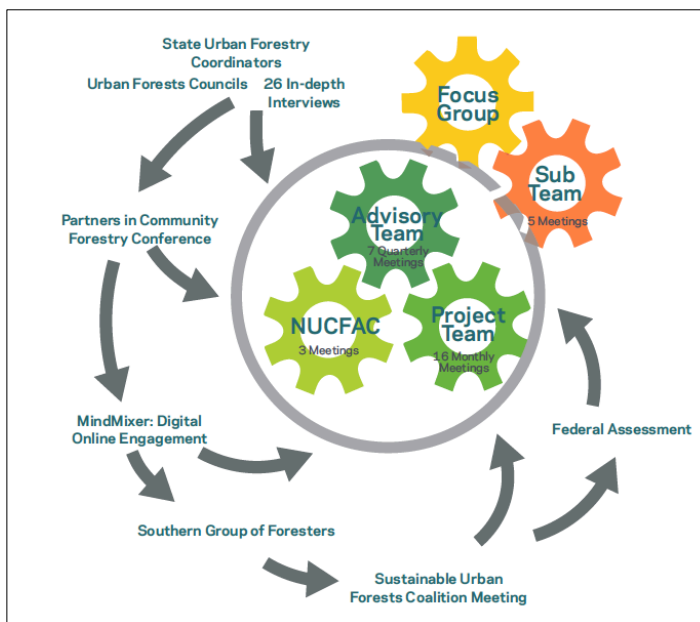 State Urban Forestry
Coordinators
Urban Forests Councils 26 In-depth
Interviews
Focus
Group
Sub
Team
5 Meetings
Advisory
Team
7 Quarterly
Meetings
Partners in Community
Forestry Conference
NUCFAC
3 Meetings
Project
Team
16 Monthly
Meetings
MindMixer: Digital
Online Engagement
Federal Assessment
Southern Group of Foresters
Sustainable Urban
Forests Coalition Meeting